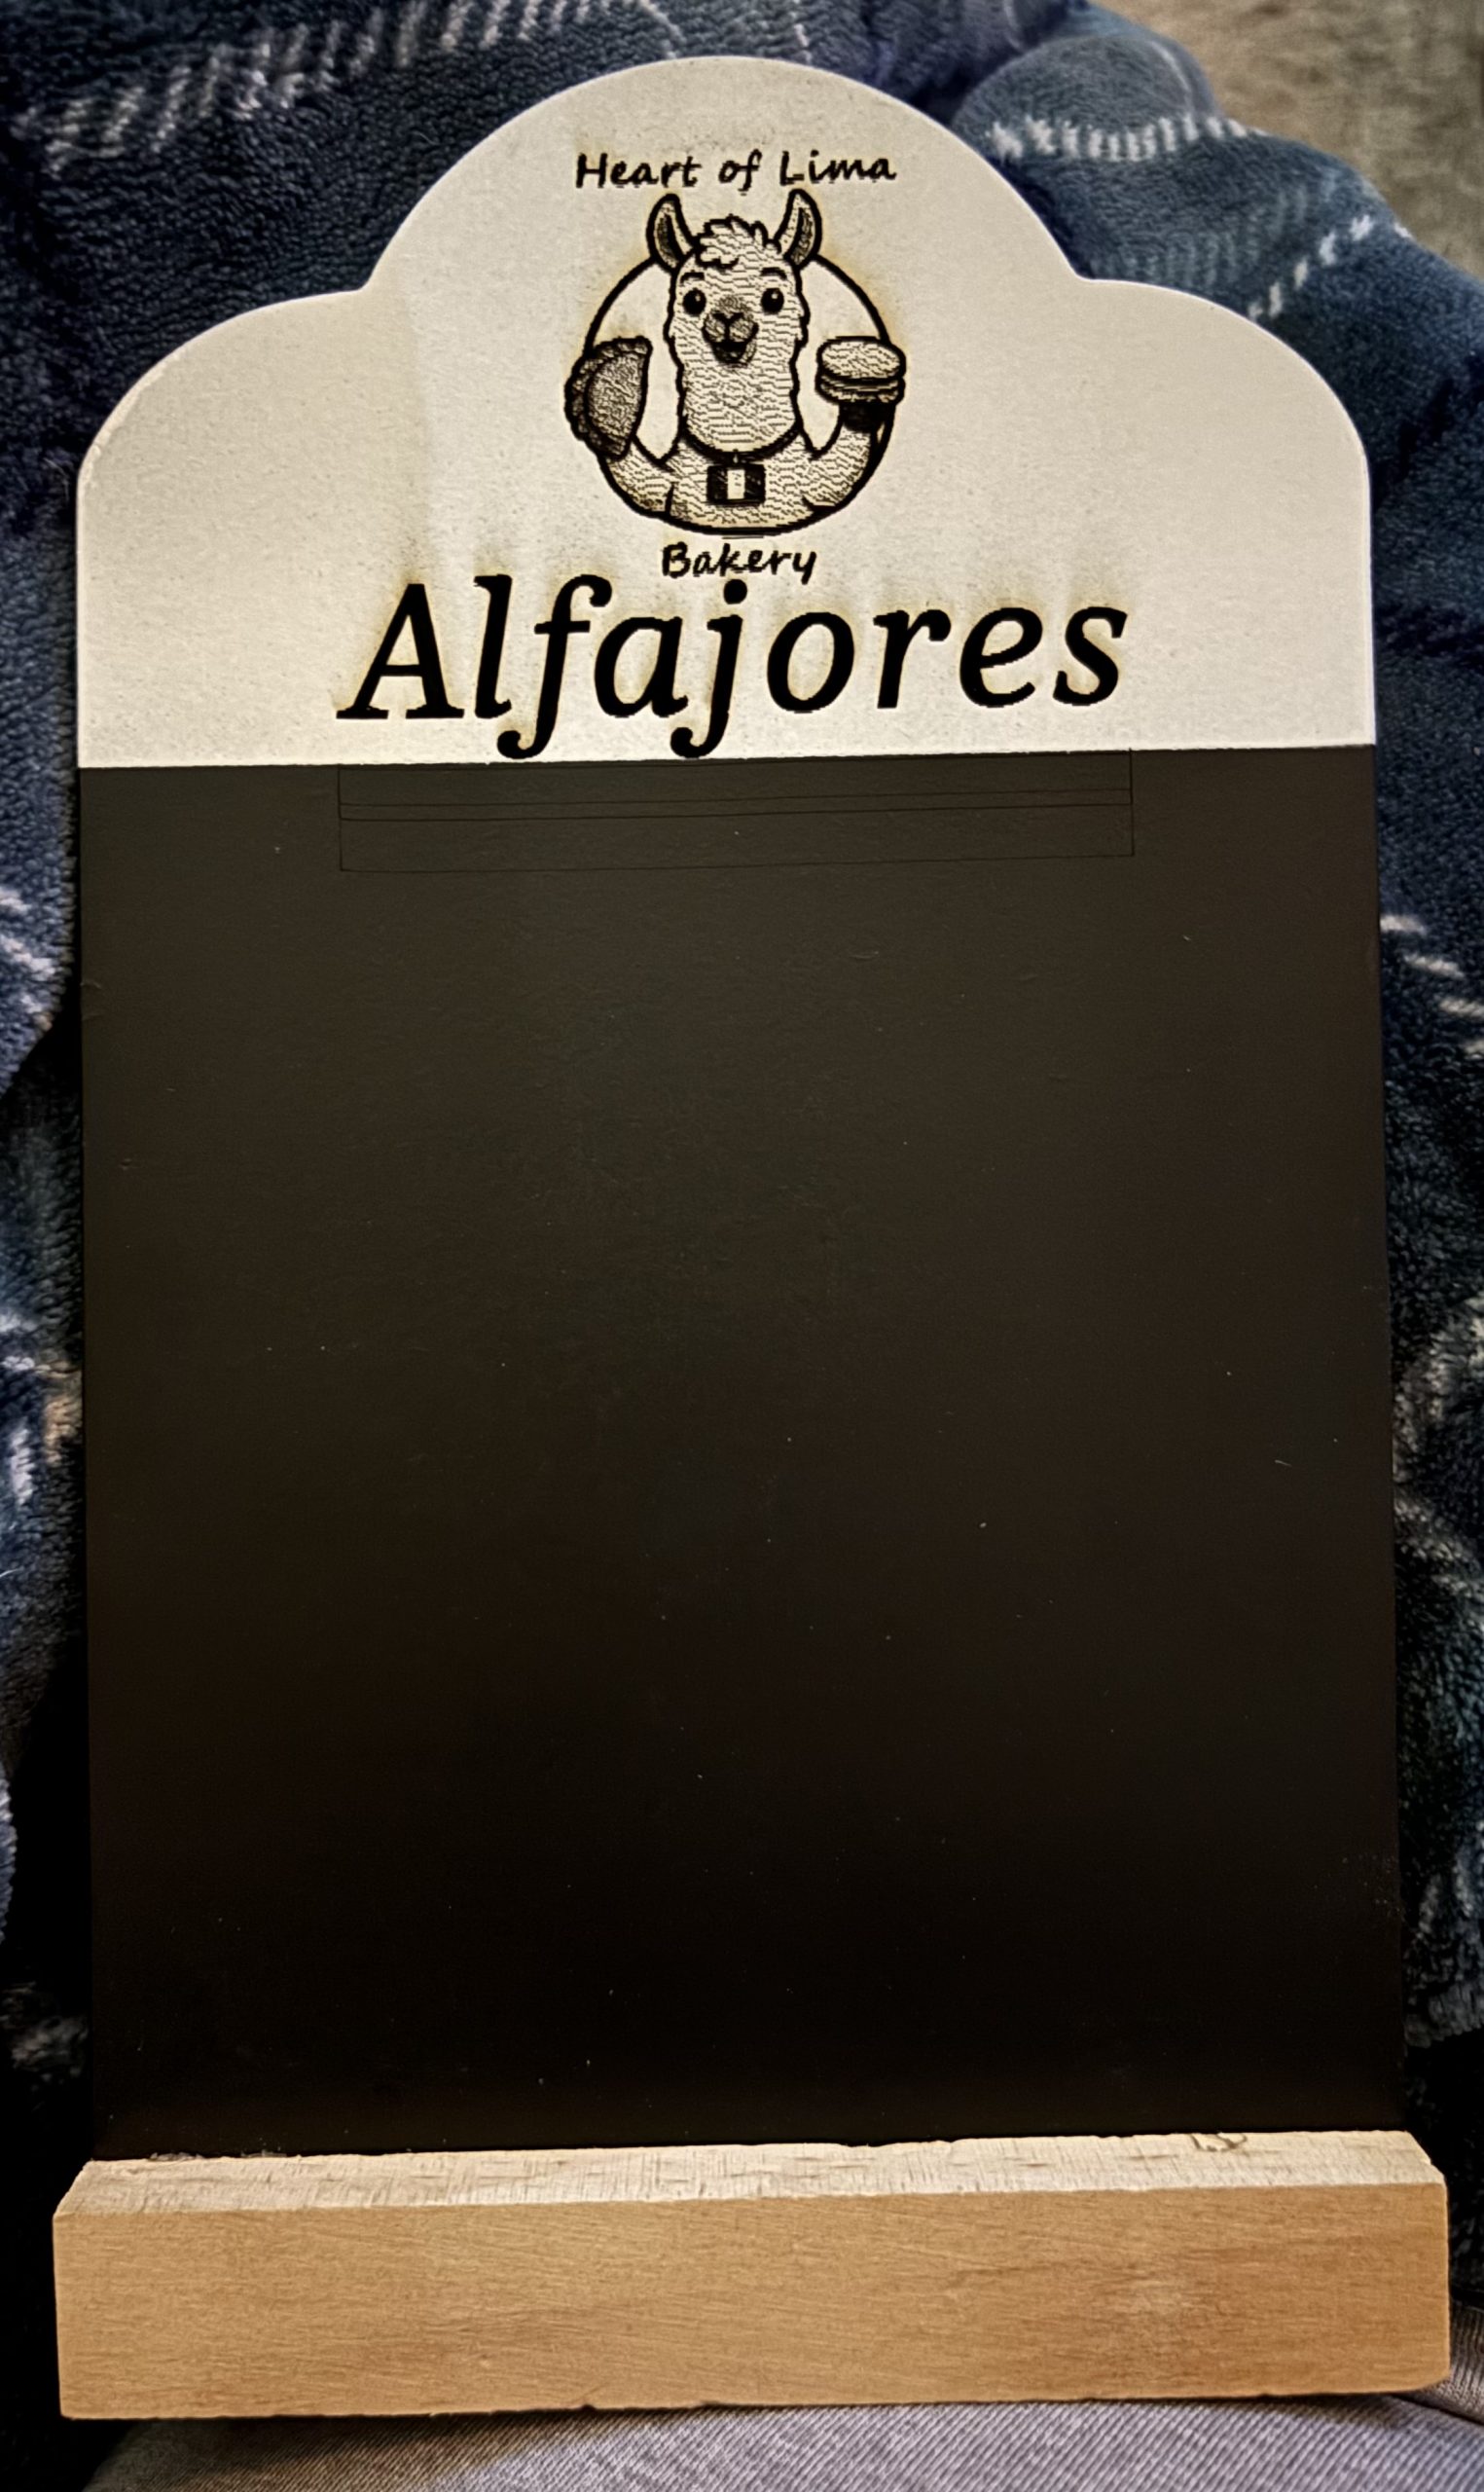 Heart of Lima
Bakery
Alfajores